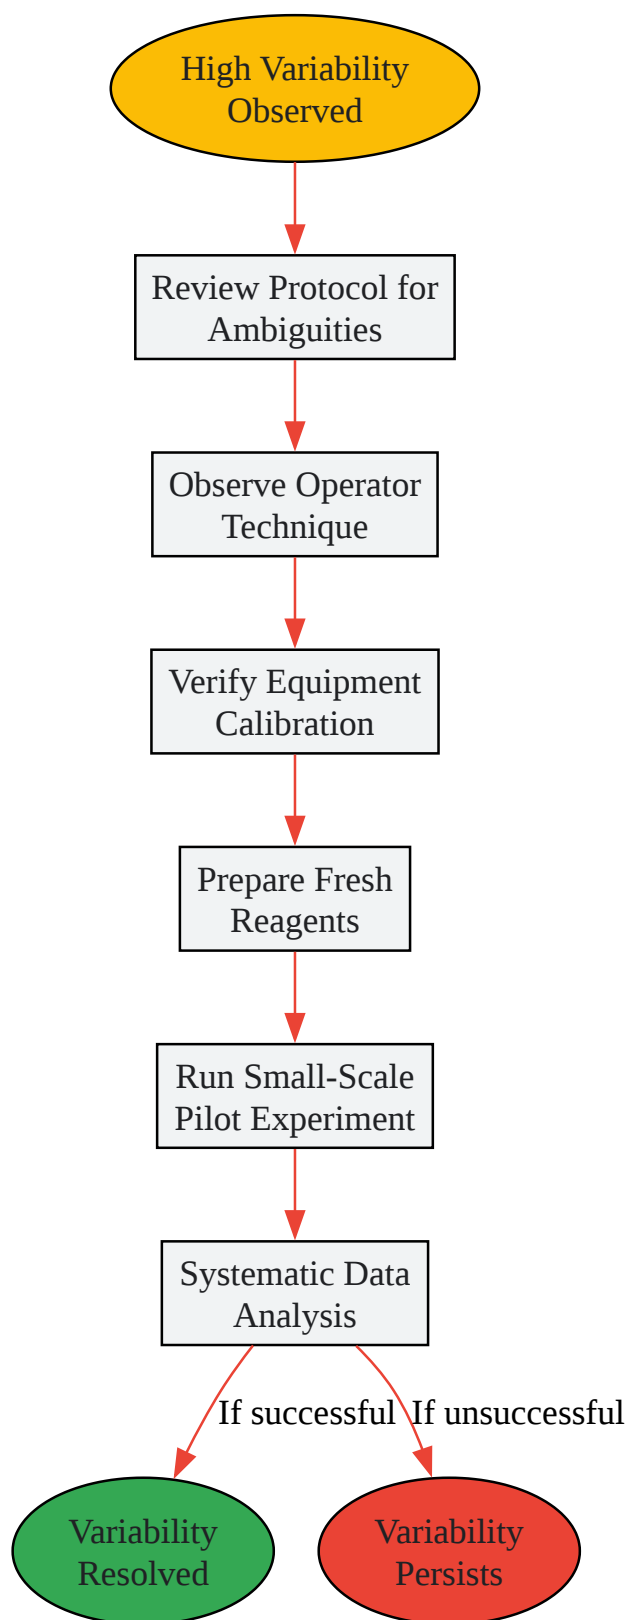 High Variability
Observed
Review Protocol for
Ambiguities
Observe Operator
Technique
Verify Equipment
Calibration
Prepare Fresh
Reagents
Run Small-Scale
Pilot Experiment
Systematic Data
Analysis
If successful
If unsuccessful
Variability
Resolved
Variability
Persists